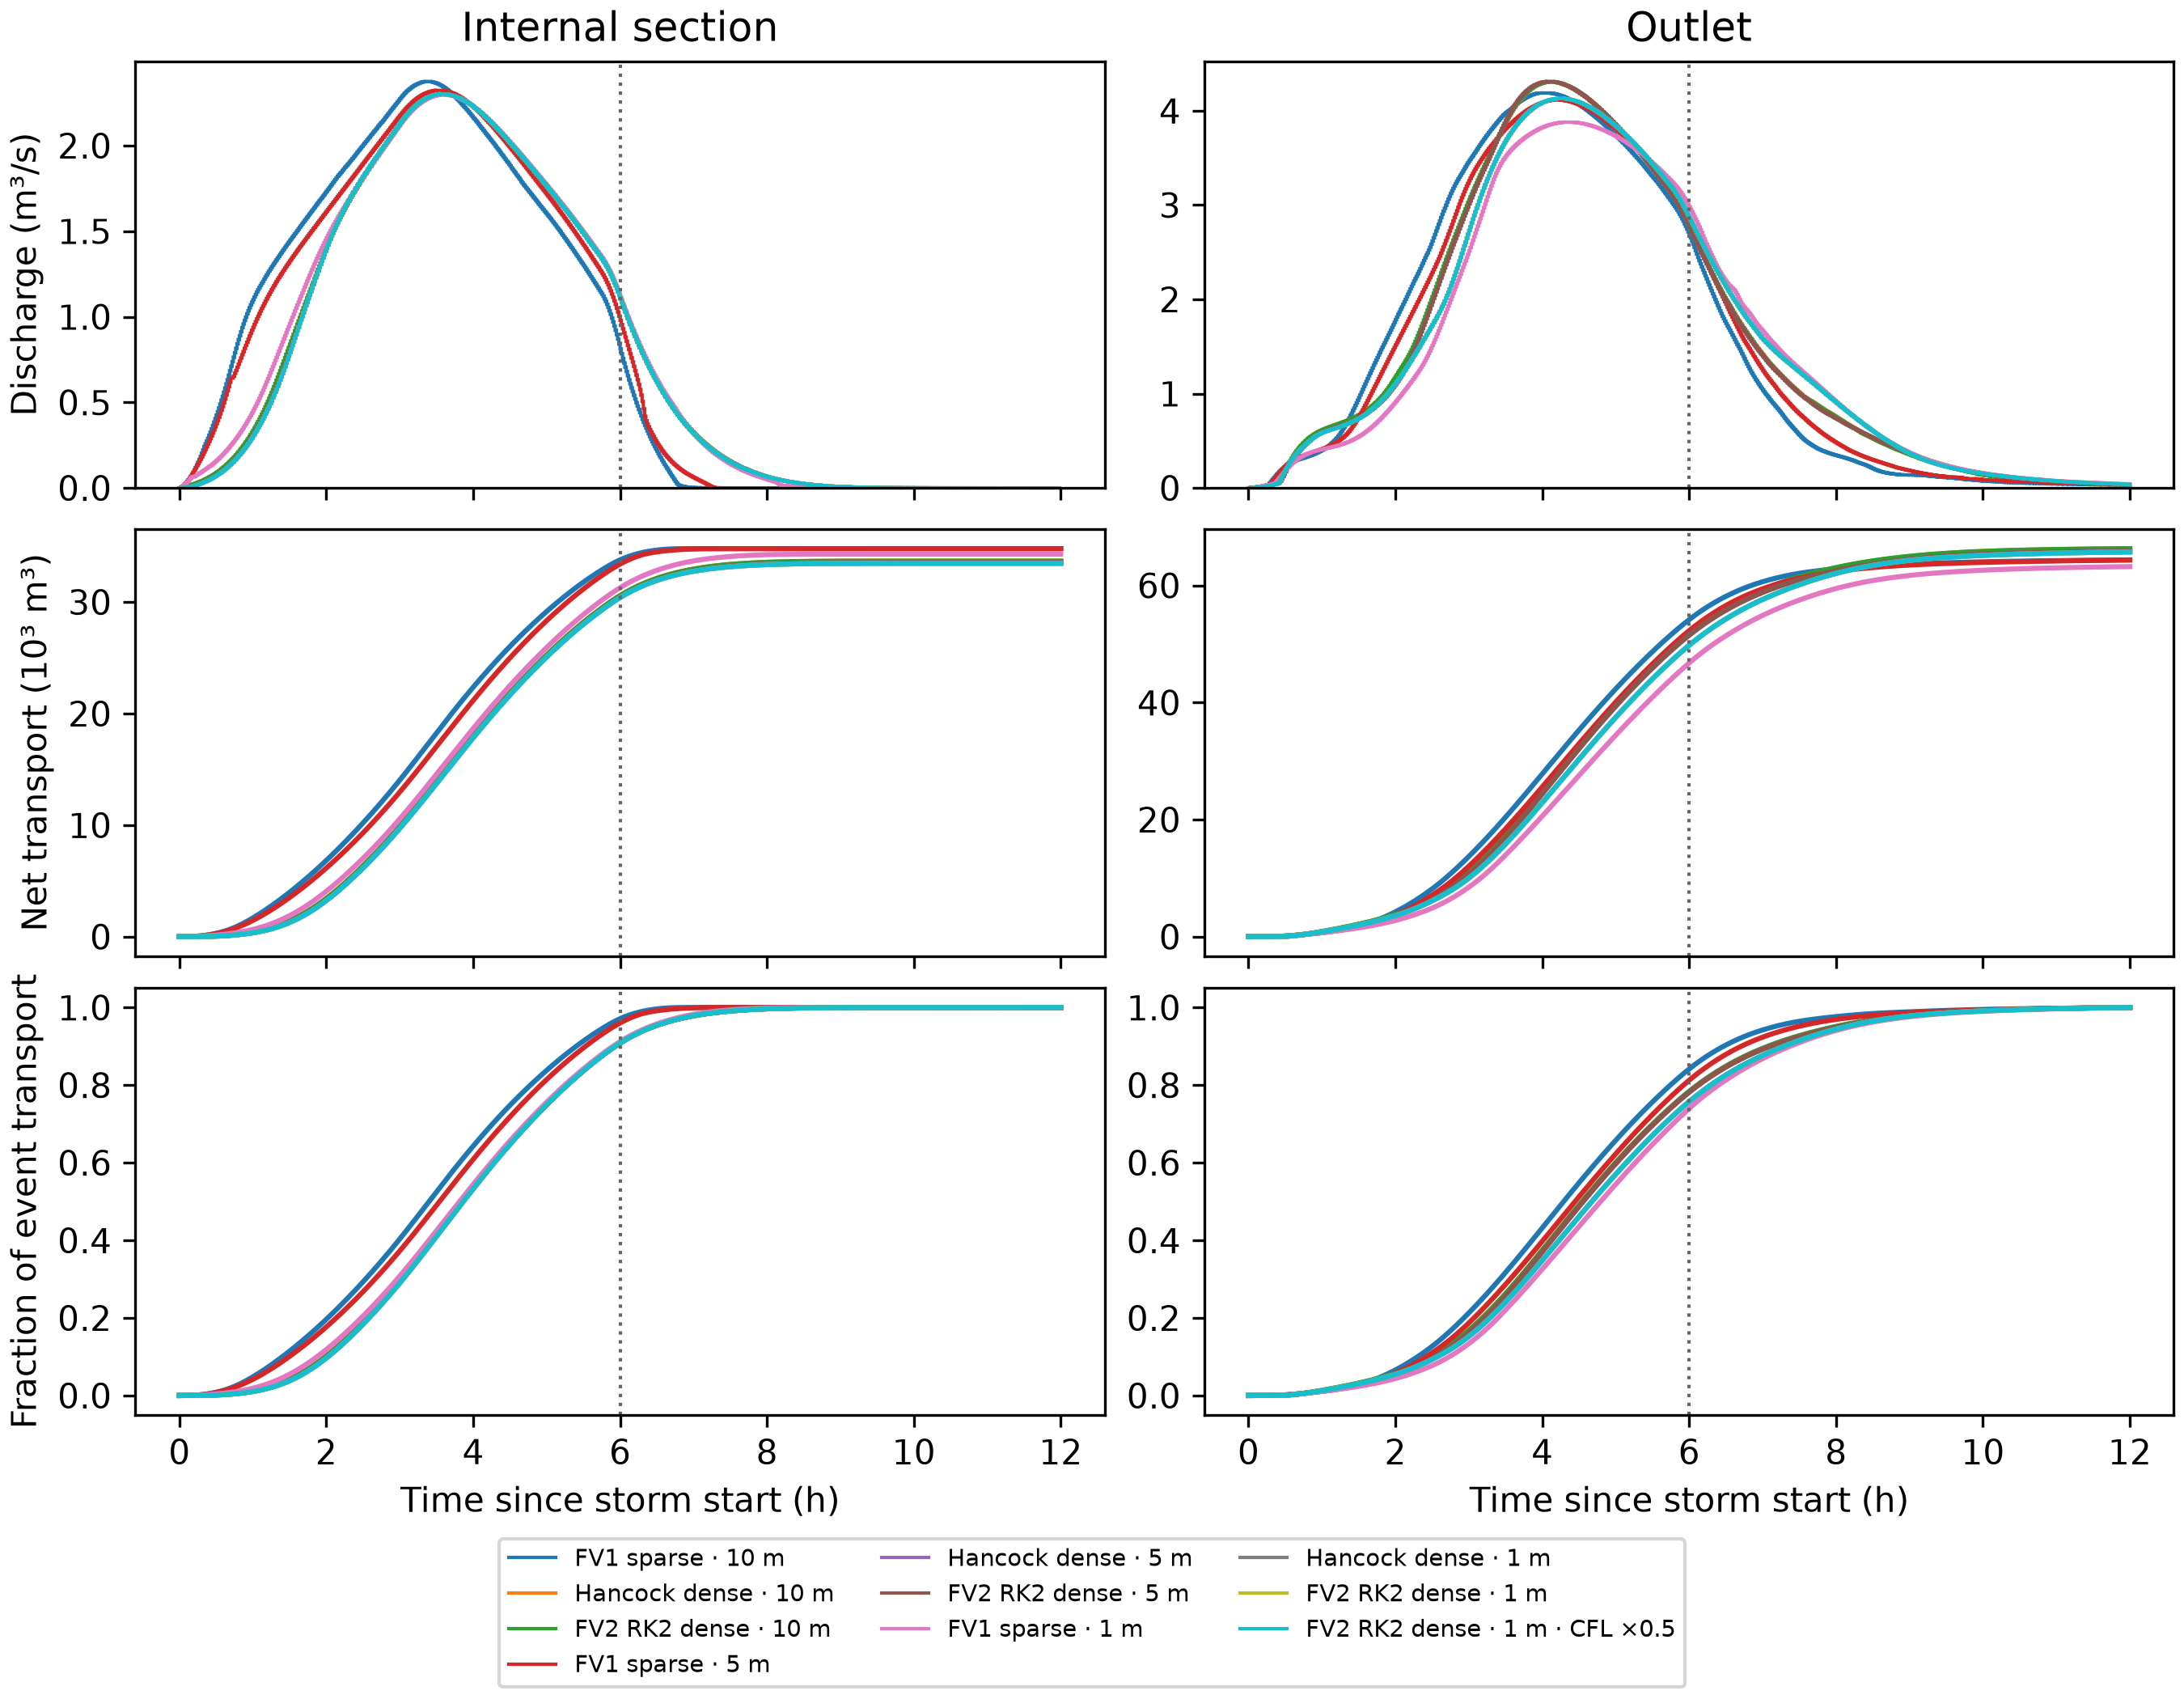 Internal section
Outlet
Discharge (m³/s)
2.0
1.5
1.0
0.5
0.0
4
3
2
1
0
Net transport (10³ m³)
30
20
10
0
60
40
20
0
Fraction of event transport
1.0
0.8
0.6
0.4
0.2
0.0
1.0
0.8
0.6
0.4
0.2
0.0
0 2 4 6 8 10 12
0 2 4 6 8 10 12
Time since storm start (h)
Time since storm start (h)
FV1 sparse · 10 m
Hancock dense · 10 m
FV2 RK2 dense · 10 m
FV1 sparse · 5 m
Hancock dense · 5 m
FV2 RK2 dense · 5 m
FV1 sparse · 1 m
Hancock dense · 1 m
FV2 RK2 dense · 1 m
FV2 RK2 dense · 1 m · CFL ×0.5